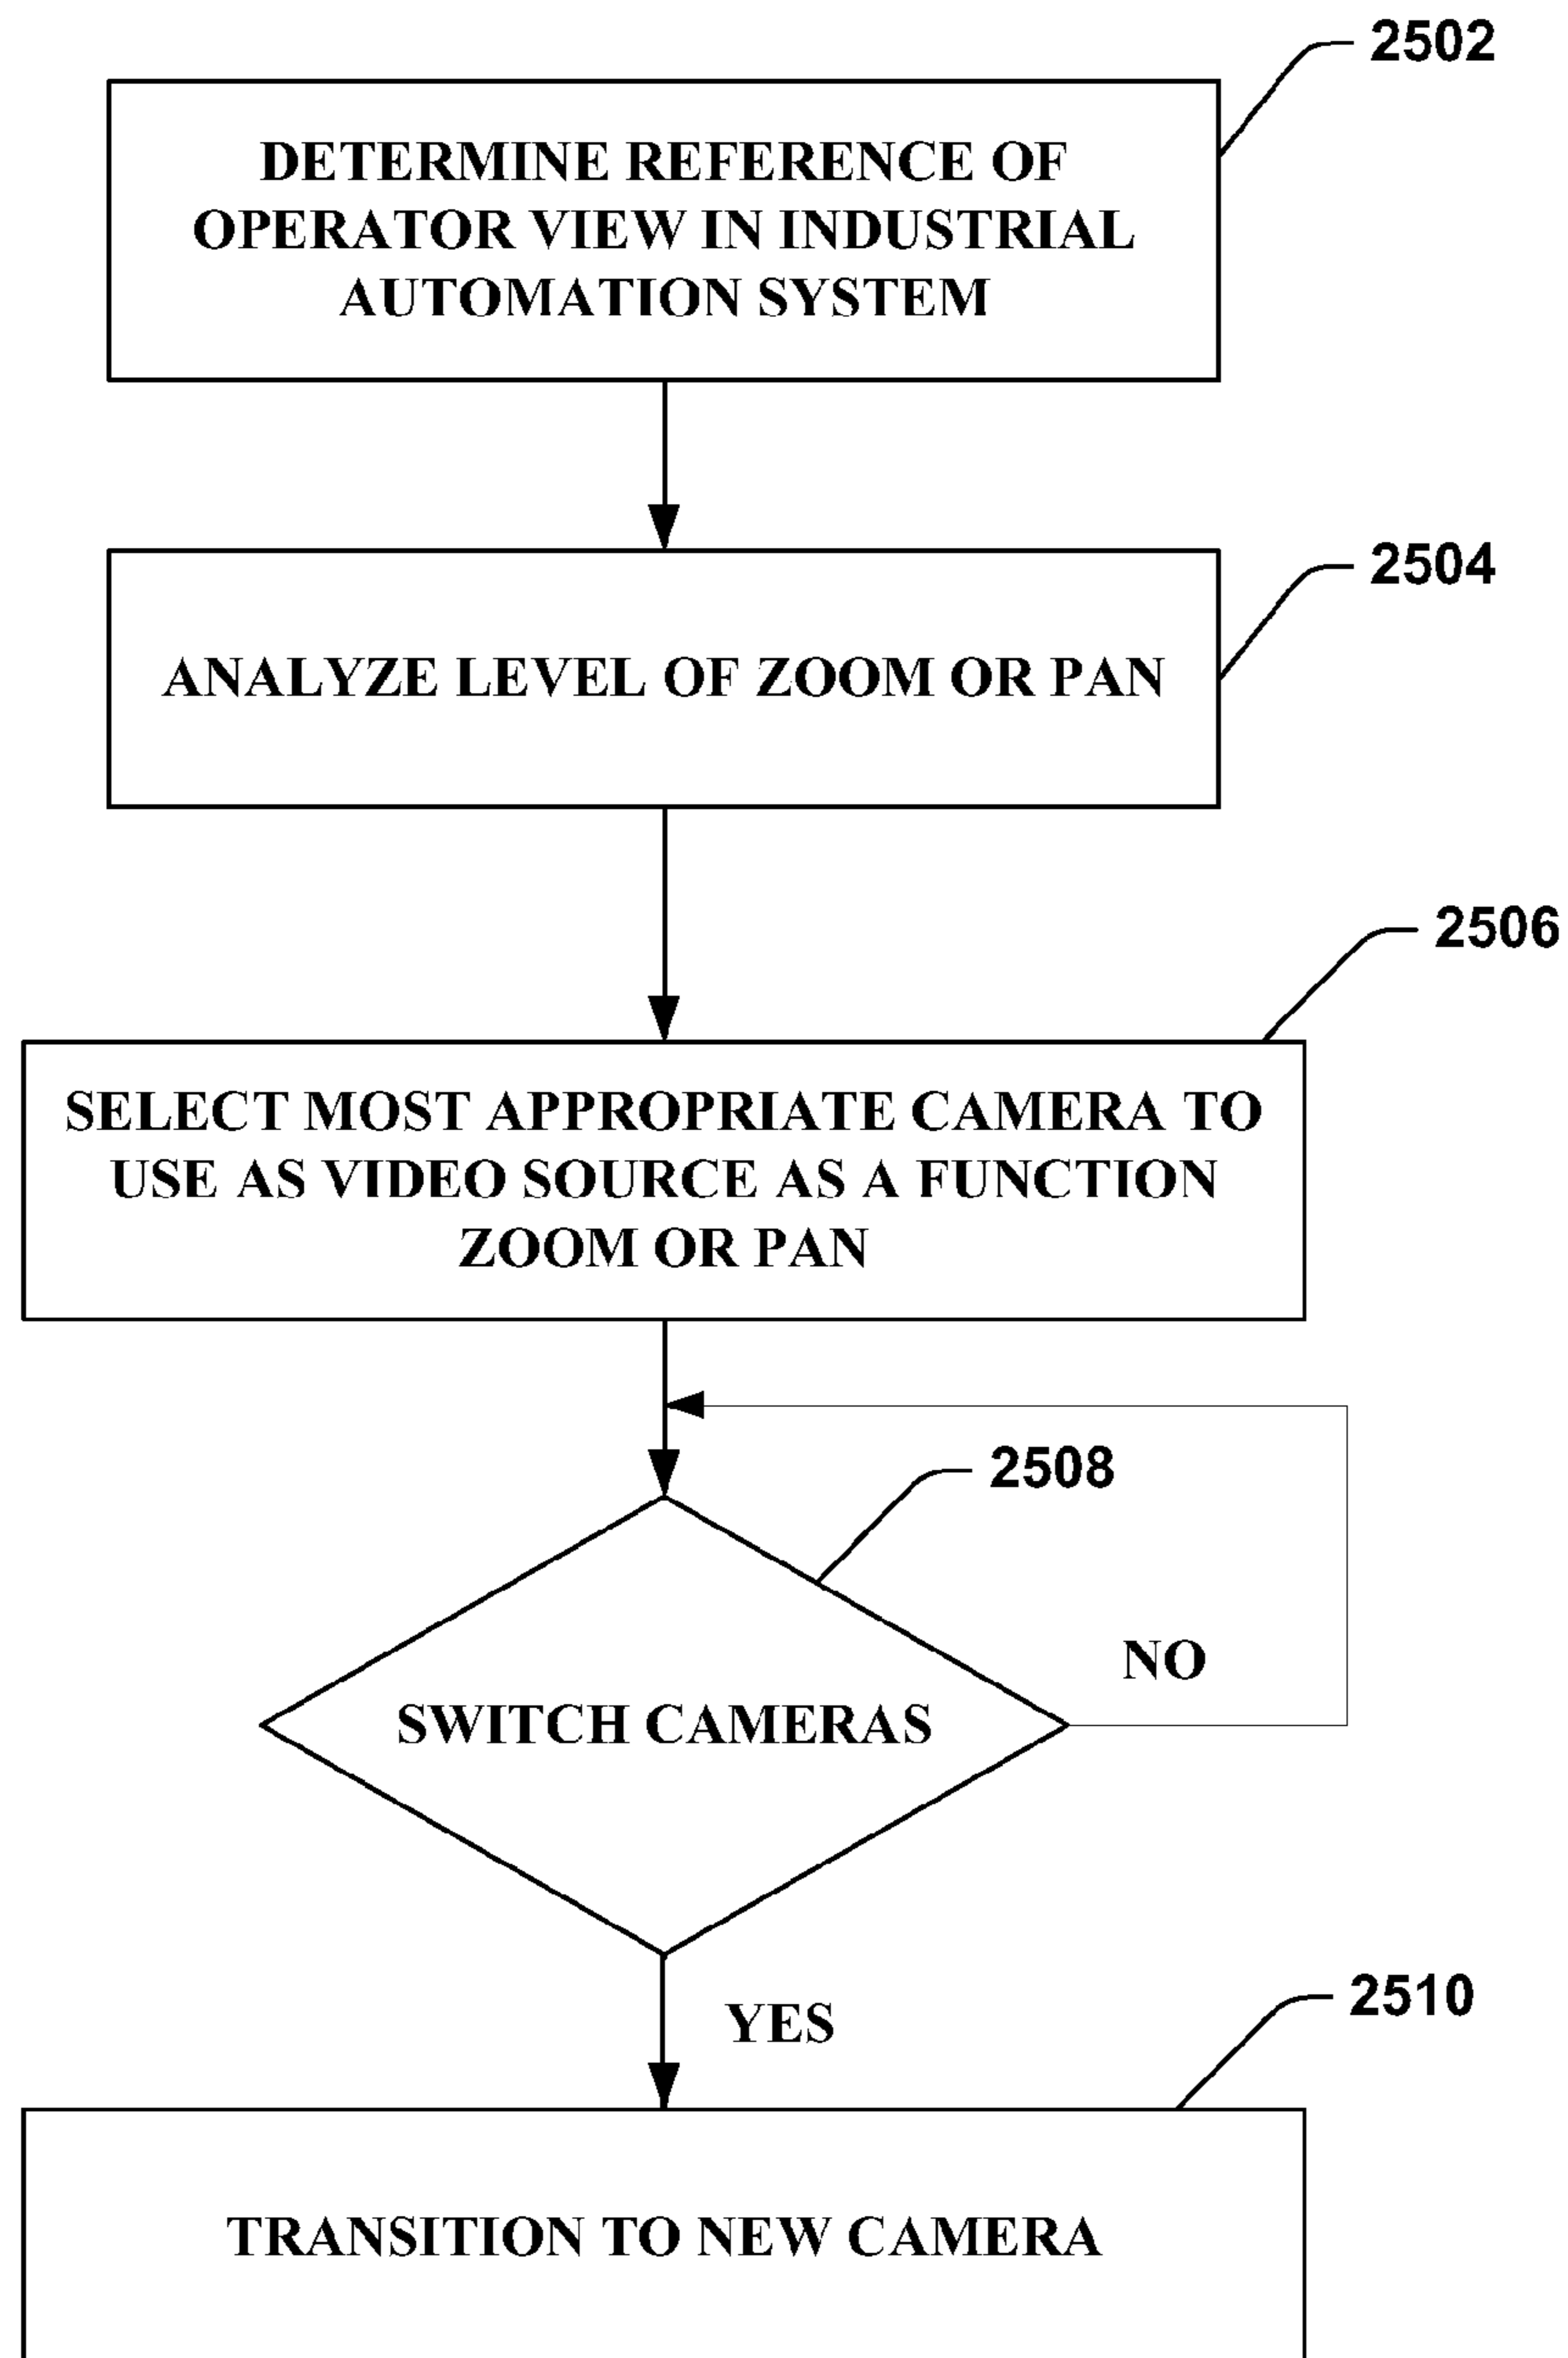 2502
DETERMINE REFERENCE OF
OPERATOR VIEW IN INDUSTRIAL
AUTOMATION SYSTEM
2504
ANALYZE LEVEL OF ZOOM OR PAN
2506
SELECT MOST APPROPRIATE CAMERA TO
USE AS VIDEO SOURCE AS A FUNCTION
ZOOM OR PAN
2508
NO
SWITCH CAMERAS
YES
2510
TRANSITION TO NEW CAMERA